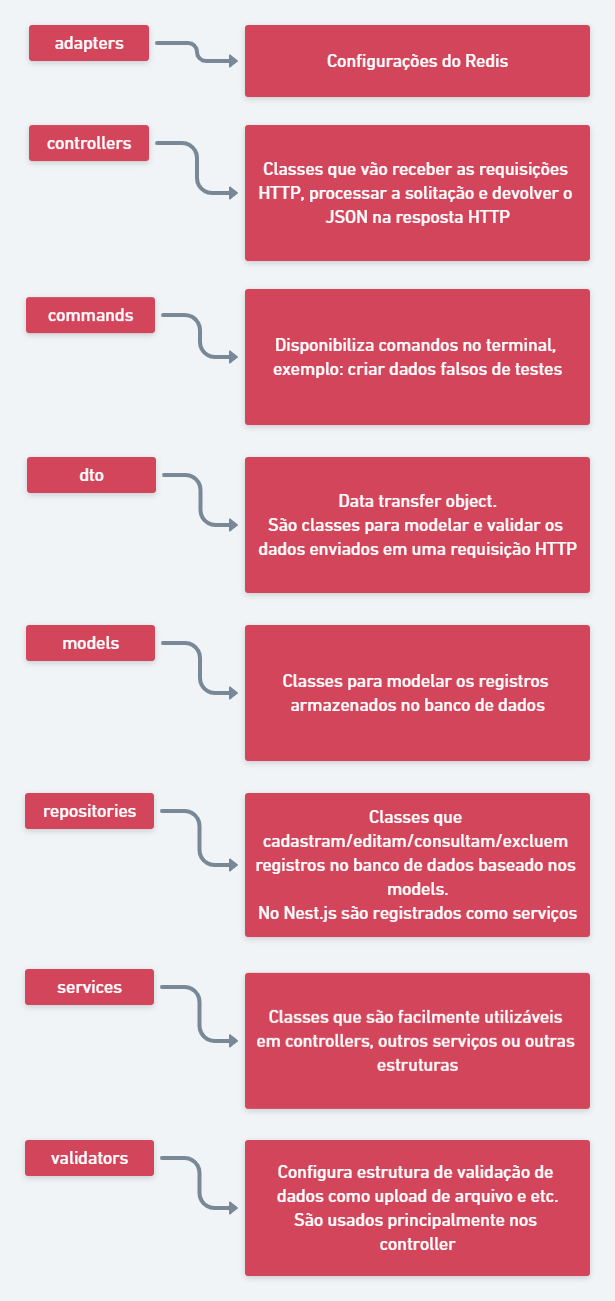 adapters
Configurações do Redis
controllers
Classes que vão receber as requisições
HTTP, processar a solitação e devolver o
JSON na resposta HTTP
commands
Disponibiliza comandos no terminal,
exemplo: criar dados falsos de testes
dto
Data transfer object.
São classes para modelar e validar os
dados enviados em uma requisição HTTP
models
Classes para modelar os registros
armazenados no banco de dados
repositories
Classes que
cadastram/editam/consultam/excluem
registros no banco de dados baseado nos
models.
No Nest.js são registrados como serviços
services
Classes que são facilmente utilizáveis
em controllers, outros serviços ou outras
estruturas
validators
Configura estrutura de validação de
dados como upload de arquivo e etc.
São usados principalmente nos
controller